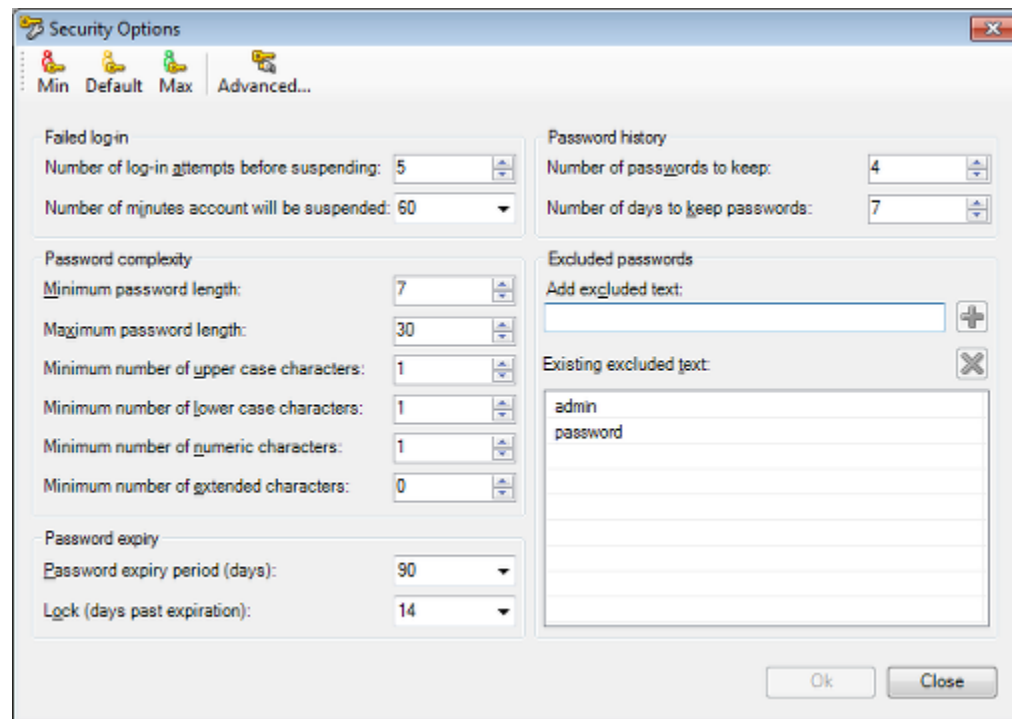 Security Options
Min Default Max Advanced...
Failed log-in
Number of log-in attempts before suspending: 5
Number of minutes account will be suspended: 60
Password complexity
Minimum password length: 7
Maximum password length: 30
Minimum number of upper case characters: 1
Minimum number of lower case characters: 1
Minimum number of numeric characters: 1
Minimum number of extended characters: 0
Password expiry
Password expiry period (days): 90
Lock (days past expiration): 14
Password history
Number of passwords to keep: 4
Number of days to keep passwords: 7
Excluded passwords
Add excluded text:
Existing excluded text:
admin
password
Ok Close